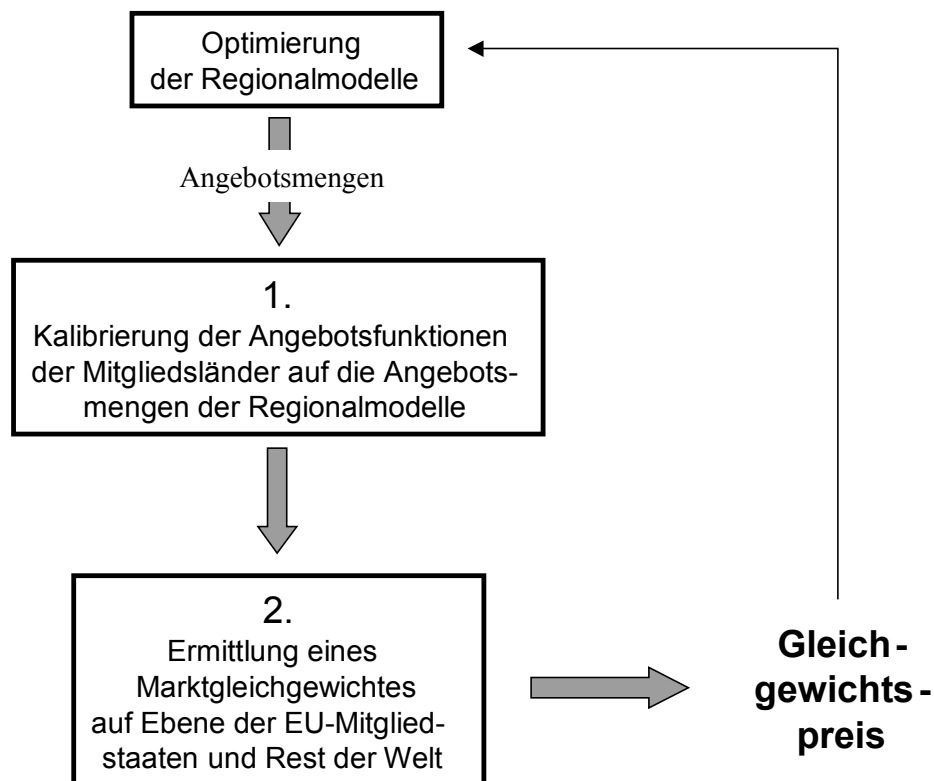 Optimierung
der Regionalmodelle
Angebotsmengen
1.
Kalibrierung der Angebotsfunktionen
der Mitgliedsländer auf die Angebots-
mengen der Regionalmodelle
2.
Ermittlung eines
Marktgleichgewichtes
auf Ebene der EU-Mitglied-
staaten und Rest der Welt
Gleich-
gewichts-
preis